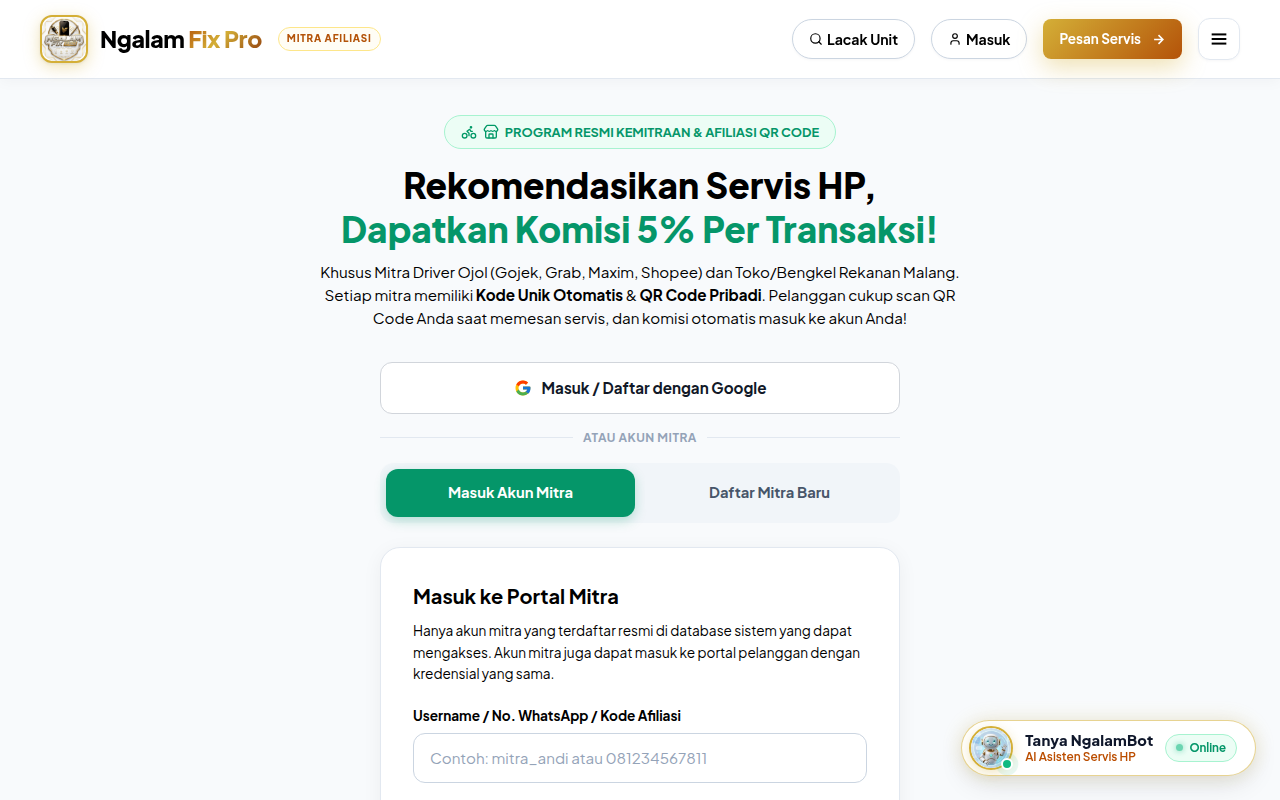 Ngalam Fix Pro
MITRA AFILIASI
Lacak Unit
Masuk
Pesan Servis
PROGRAM RESMI KEMITRAAN & AFILIASI QR CODE
Rekomendasikan Servis HP,
Dapatkan Komisi 5% Per Transaksi!
Khusus Mitra Driver Ojol (Gojek, Grab, Maxim, Shopee) dan Toko/Bengkel Rekanan Malang.
Setiap mitra memiliki Kode Unik Otomatis & QR Code Pribadi. Pelanggan cukup scan QR
Code Anda saat memesan servis, dan komisi otomatis masuk ke akun Anda!
Masuk / Daftar dengan Google
ATAU AKUN MITRA
Masuk Akun Mitra
Daftar Mitra Baru
Masuk ke Portal Mitra
Hanya akun mitra yang terdaftar resmi di database sistem yang dapat
mengakses. Akun mitra juga dapat masuk ke portal pelanggan dengan
kredensial yang sama.
Username / No. WhatsApp / Kode Afiliasi
Contoh: mitra_andi atau 081234567811
Tanya NgalamBot
AI Asisten Servis HP
Online